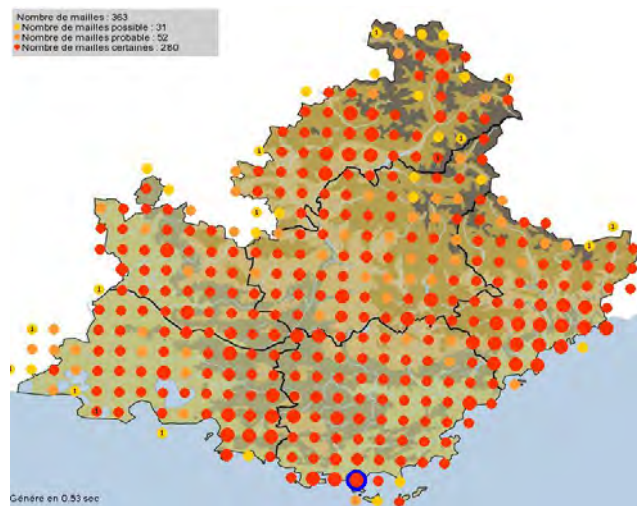 Nombre de mailles : 363
Nombre de mailles possible : 31
Nombre de mailles probable : 52
Nombre de mailles certaines : 280
Généré en 0.53 sec